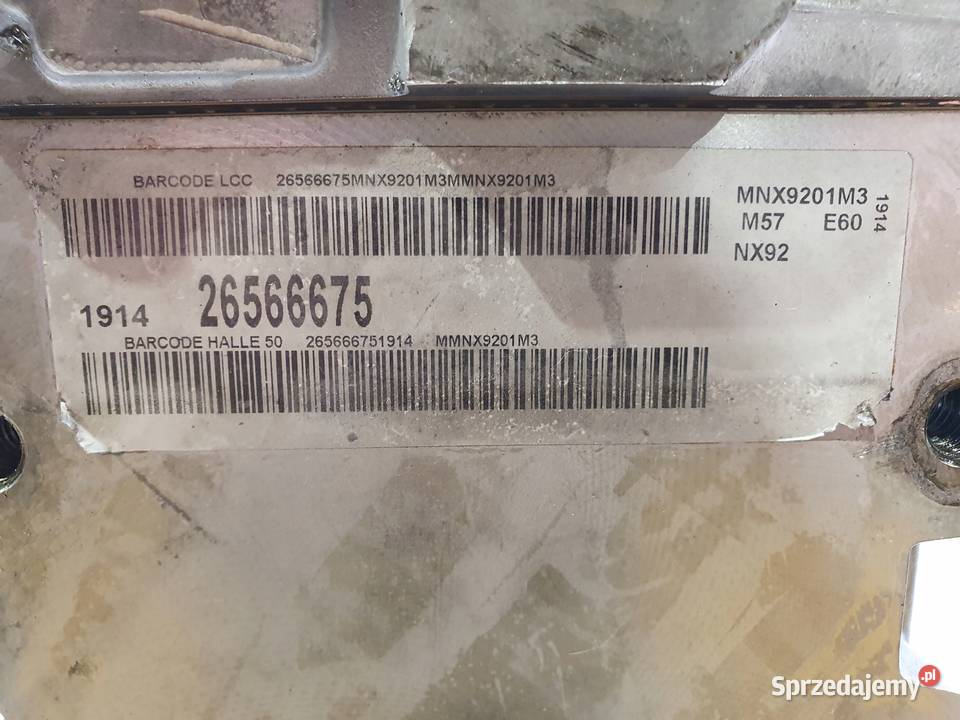 BARCODE LCC 26566675MNX9201M3MMNX9201M3
MNX9201M3
1914
M57 E60
NX92
1914 26566675
BARCODE HALLE 50 265666751914 MMNX9201M3
Sprzedajemy.pl